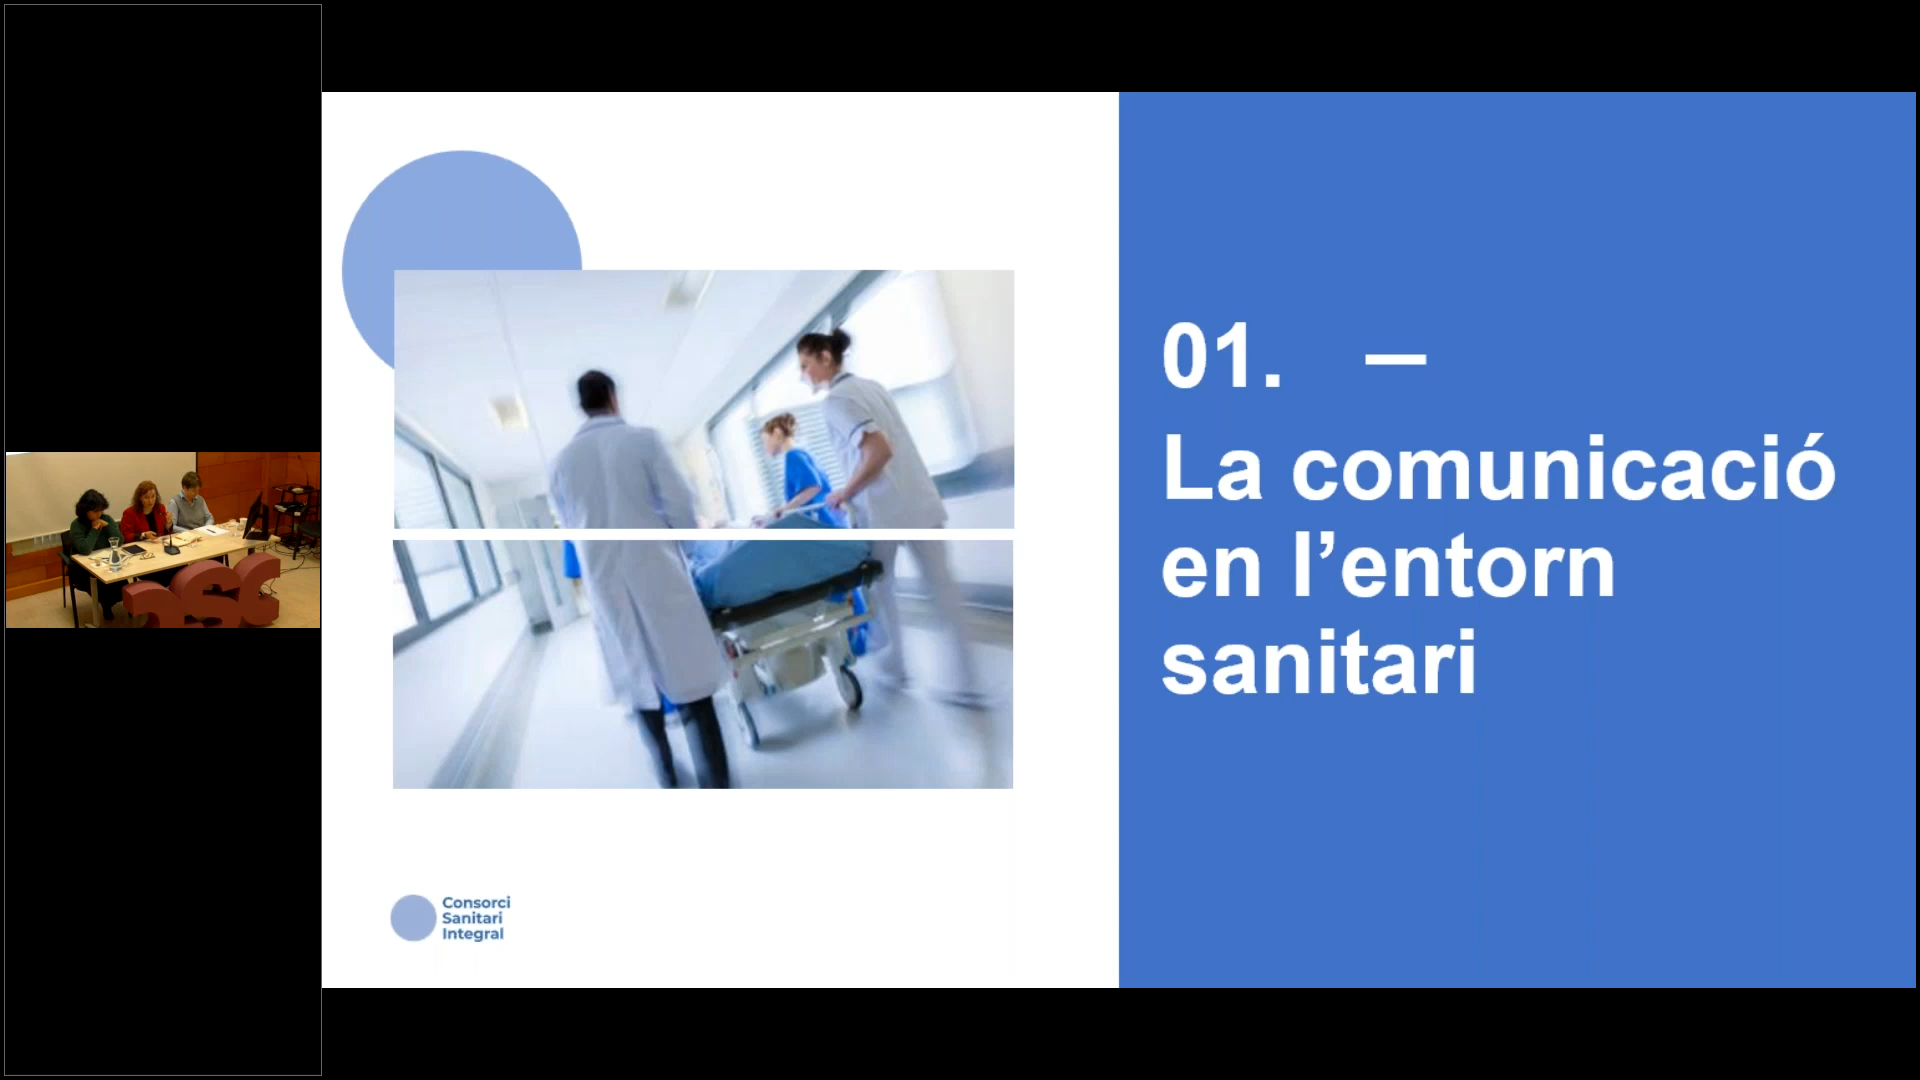 01. —
La comunicació
en l’entorn
sanitari
Consorci
Sanitari
Integral